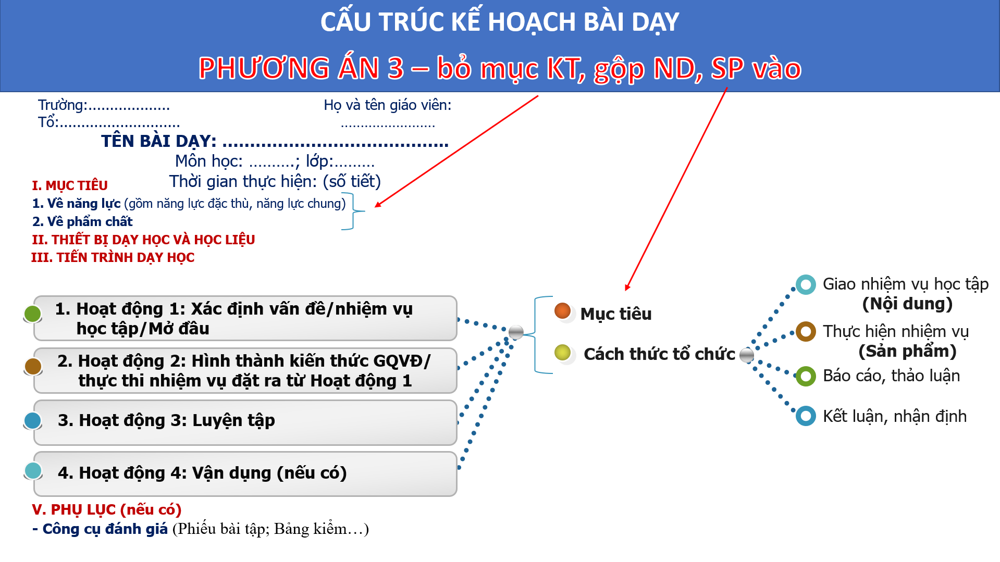 CẤU TRÚC KẾ HOẠCH BÀI DẠY
PHƯƠNG ÁN 3 – bỏ mục KT, gộp ND, SP vào
Trường:...................
Họ và tên giáo viên:
Tổ:............................
........................
TÊN BÀI DẠY: ..........................................
Môn học: ..........; lớp:.........
Thời gian thực hiện: (số tiết)
I. MỤC TIÊU
1. Về năng lực (gồm năng lực đặc thù, năng lực chung)
2. Về phẩm chất
II. THIẾT BỊ DẠY HỌC VÀ HỌC LIỆU
III. TIẾN TRÌNH DẠY HỌC
1. Hoạt động 1: Xác định vấn đề/nhiệm vụ
học tập/Mở đầu
2. Hoạt động 2: Hình thành kiến thức GQVĐ/
thực thi nhiệm vụ đặt ra từ Hoạt động 1
3. Hoạt động 3: Luyện tập
4. Hoạt động 4: Vận dụng (nếu có)
Mục tiêu
Cách thức tổ chức
Giao nhiệm vụ học tập
(Nội dung)
Thực hiện nhiệm vụ
(Sản phẩm)
Báo cáo, thảo luận
Kết luận, nhận định
V. PHỤ LỤC (nếu có)
- Công cụ đánh giá (Phiếu bài tập; Bảng kiểm…)